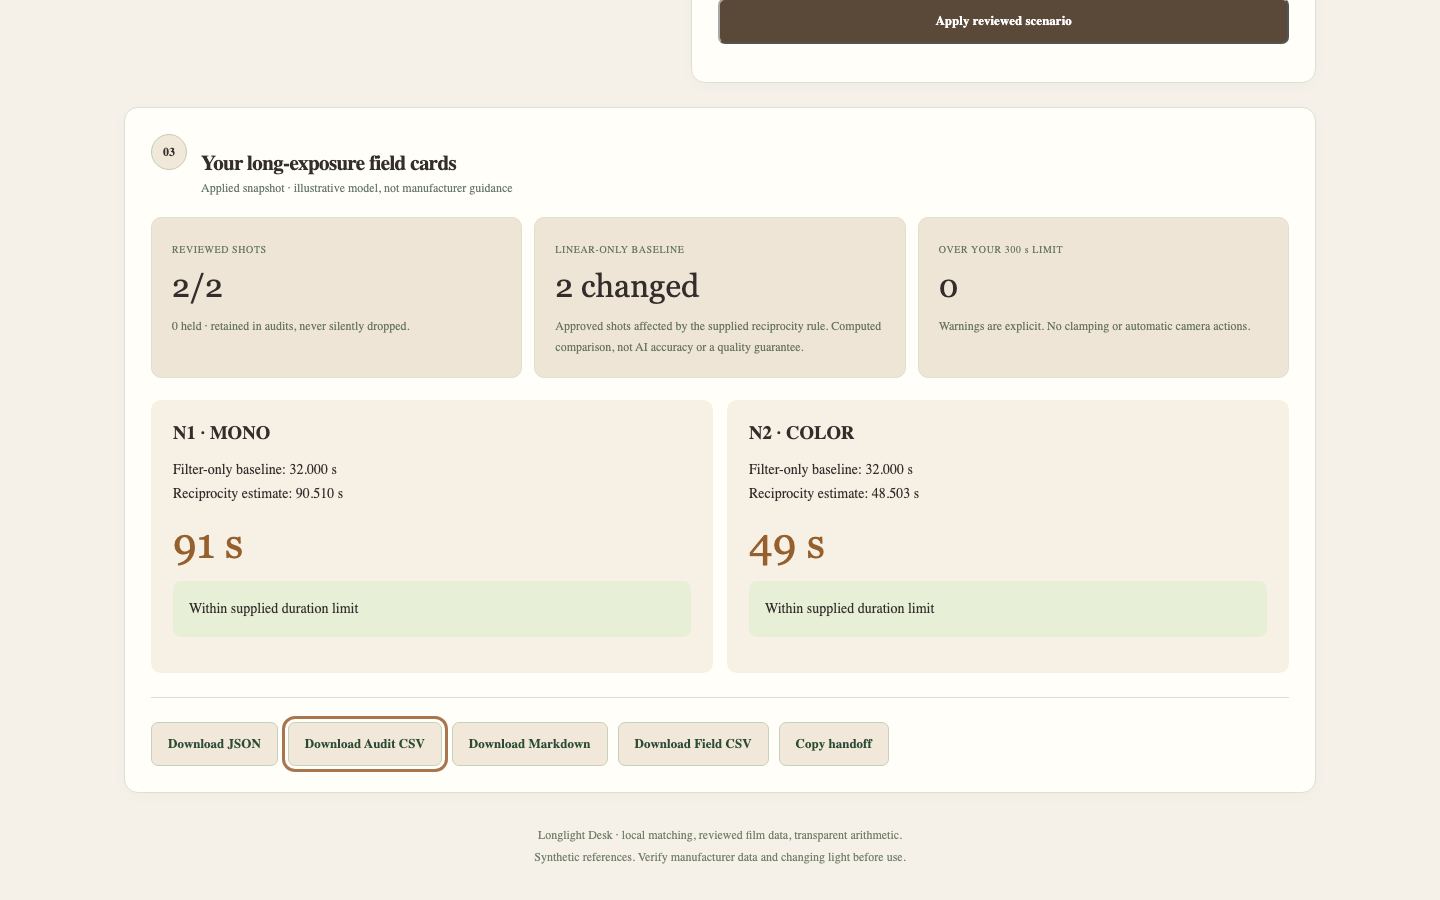 Apply reviewed scenario
03
Your long-exposure field cards
Applied snapshot · illustrative model, not manufacturer guidance
REVIEWED SHOTS
2/2
0 held · retained in audits, never silently dropped.
LINEAR-ONLY BASELINE
2 changed
Approved shots affected by the supplied reciprocity rule. Computed
comparison, not AI accuracy or a quality guarantee.
OVER YOUR 300 s LIMIT
0
Warnings are explicit. No clamping or automatic camera actions.
N1 · MONO
Filter-only baseline: 32.000 s
Reciprocity estimate: 90.510 s
91 s
Within supplied duration limit
N2 · COLOR
Filter-only baseline: 32.000 s
Reciprocity estimate: 48.503 s
49 s
Within supplied duration limit
Download JSON
Download Audit CSV
Download Markdown
Download Field CSV
Copy handoff
Longlight Desk · local matching, reviewed film data, transparent arithmetic.
Synthetic references. Verify manufacturer data and changing light before use.